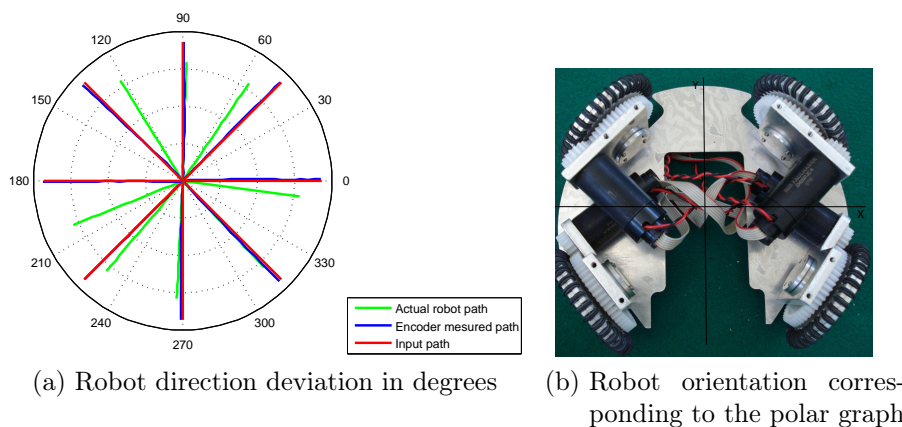 90
120
60
150
30
180
0
210
330
240
300
270
Actual robot path
Encoder mesured path
Input path
Y
X
(a) Robot direction deviation in degrees
(b) Robot orientation corres-
ponding to the polar graph